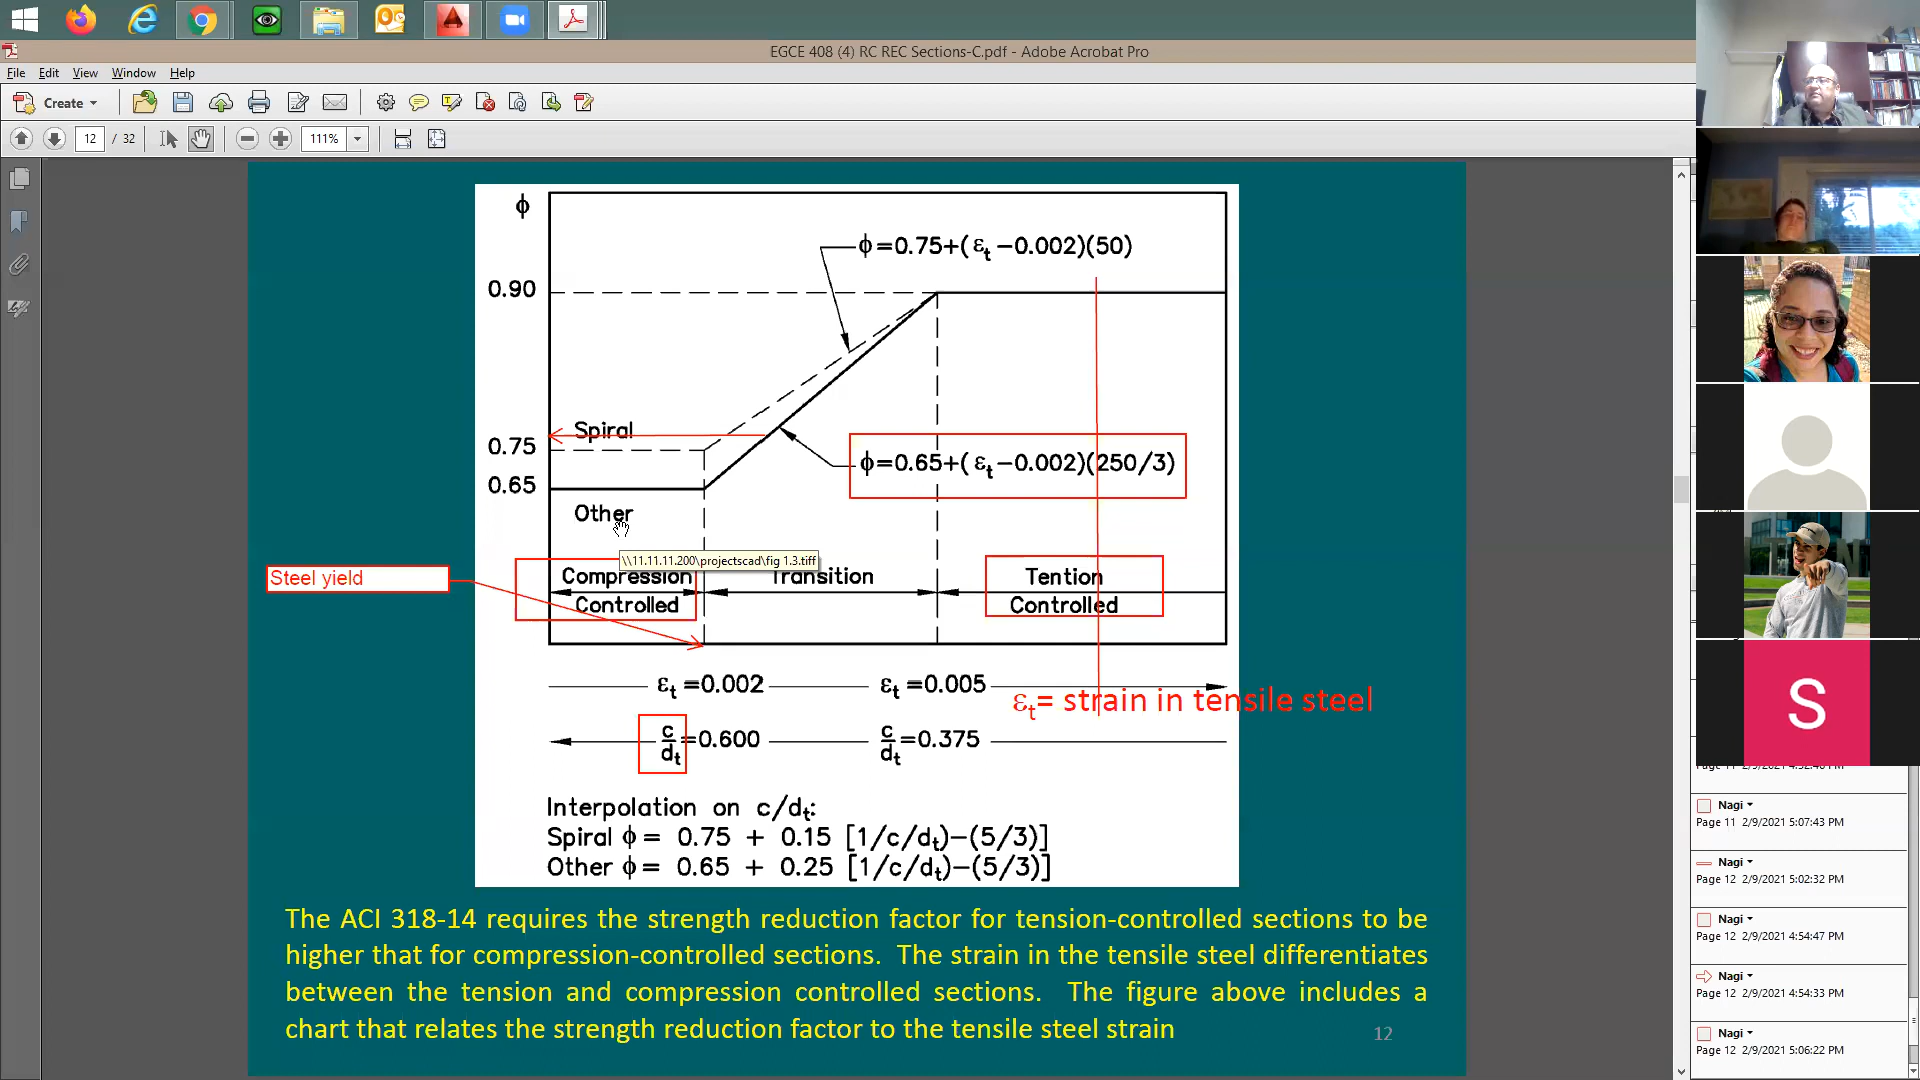 EGCE 408 (4) RC REC Sections-C.pdf - Adobe Acrobat Pro
File Edit View Window Help
Create
12 / 32 111%
ϕ
ϕ=0.75+(εt−0.002)(50)
0.90
Spiral
0.75
ϕ=0.65+(εt−0.002)(250/3)
0.65
Other
\\11.11.11.200\projectscad\fig 1.3.tiff
Steel yield
Compression Transition Tention
Controlled Controlled
εt=0.002 εt=0.005
εt= strain in tensile steel
c/dt=0.600 c/dt=0.375
Interpolation on c/dt:
Spiral ϕ= 0.75 + 0.15 [1/c/dt)−(5/3)]
Other ϕ= 0.65 + 0.25 [1/c/dt)−(5/3)]
The ACI 318-14 requires the strength reduction factor for tension-controlled sections to be
higher that for compression-controlled sections. The strain in the tensile steel differentiates
between the tension and compression controlled sections. The figure above includes a
chart that relates the strength reduction factor to the tensile steel strain
12
S
Nagi
Page 11 2/9/2021 5:07:43 PM
Nagi
Page 12 2/9/2021 5:02:32 PM
Nagi
Page 12 2/9/2021 4:54:47 PM
Nagi
Page 12 2/9/2021 4:54:33 PM
Nagi
Page 12 2/9/2021 5:06:22 PM